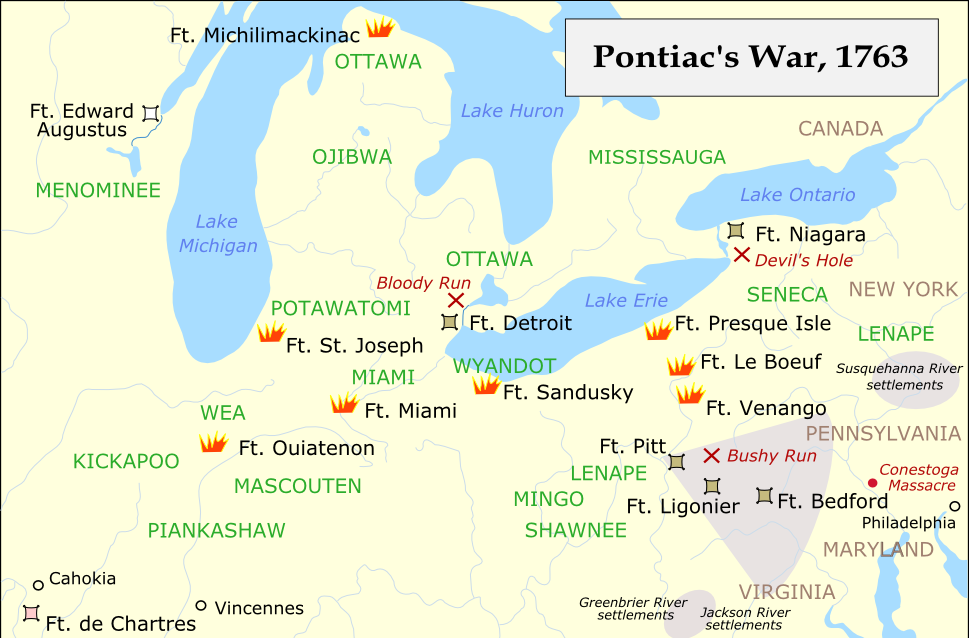 Ft. Michilimackinac
Pontiac's War, 1763
OTTAWA
Ft. Edward
Augustus
Lake Huron
CANADA
OJIBWA
MISSISSAUGA
MENOMINEE
Lake Ontario
Lake
Michigan
Ft. Niagara
OTTAWA
Devil's Hole
Bloody Run
SENECA
NEW YORK
Lake Erie
POTAWATOMI
Ft. Detroit
Ft. Presque Isle
LENAPE
Ft. St. Joseph
WYANDOT
Ft. Le Boeuf
Susquehanna River
settlements
MIAMI
Ft. Sandusky
Ft. Miami
Ft. Venango
WEA
PENNSYLVANIA
Ft. Ouiatenon
Ft. Pitt
Bushy Run
KICKAPOO
LENAPE
Conestoga
Massacre
MASCOUTEN
MINGO
Ft. Ligonier
Ft. Bedford
PIANKASHAW
SHAWNEE
Philadelphia
MARYLAND
Cahokia
VIRGINIA
Vincennes
Greenbrier River
settlements
Jackson River
settlements
Ft. de Chartres